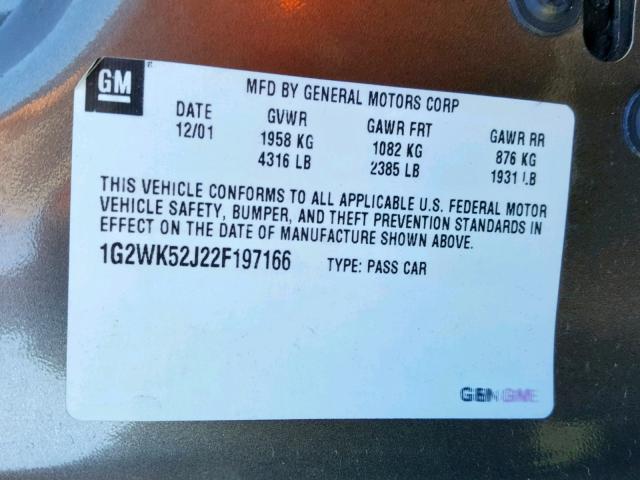 GM
MFD BY GENERAL MOTORS CORP
DATE GVWR GAWR FRT GAWR RR
12/01 1958 KG 1082 KG 876 KG
4316 LB 2385 LB 1931 LB
THIS VEHICLE CONFORMS TO ALL APPLICABLE U.S. FEDERAL MOTOR
VEHICLE SAFETY, BUMPER, AND THEFT PREVENTION STANDARDS IN
EFFECT ON THE DATE OF MANUFACTURE SHOWN ABOVE.
1G2WK52J22F197166 TYPE: PASS CAR